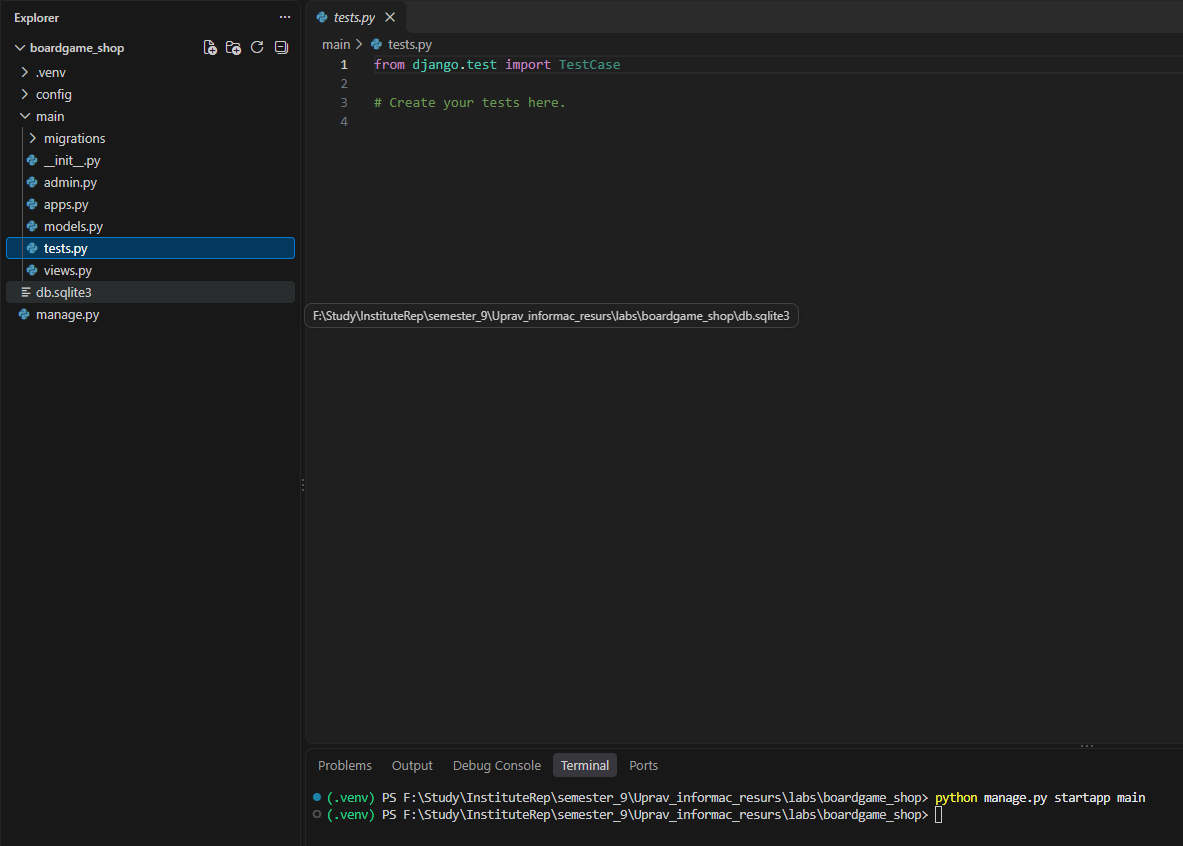 Explorer
boardgame_shop
.venv
config
main
migrations
__init__.py
admin.py
apps.py
models.py
tests.py
views.py
db.sqlite3
manage.py
tests.py
main > tests.py
1 from django.test import TestCase
2
3 # Create your tests here.
4
F:\Study\InstituteRep\semester_9\Uprav_informac_resurs\labs\boardgame_shop\db.sqlite3
Problems Output Debug Console Terminal Ports
(.venv) PS F:\Study\InstituteRep\semester_9\Uprav_informac_resurs\labs\boardgame_shop> python manage.py startapp main
(.venv) PS F:\Study\InstituteRep\semester_9\Uprav_informac_resurs\labs\boardgame_shop>